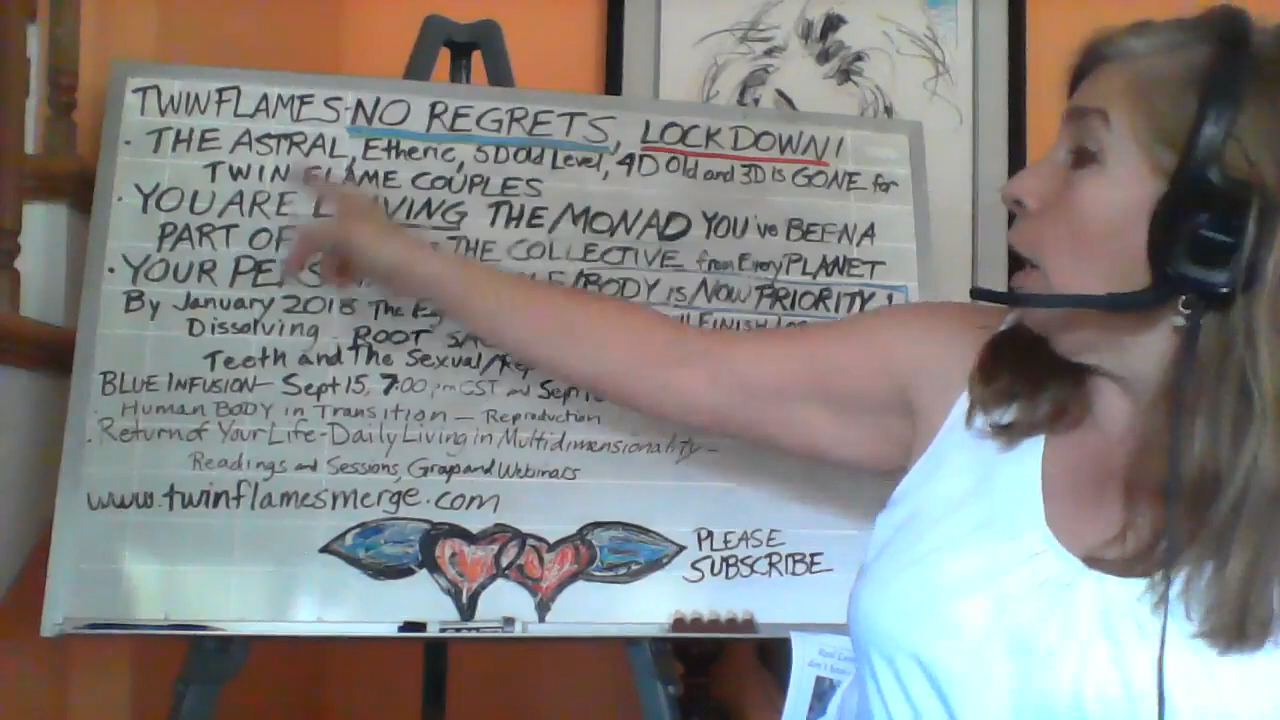 TWINFLAMES-NO REGRETS, LOCKDOWN!
· THE ASTRAL, Etheric, 5D Old Level, 4D Old and 3D is GONE for
TWIN FLAME COUPLES
· YOU ARE THE MONAD YOU'VE BEEN A
PART OF THE COLLECTIVE from Every PLANET
· YOUR BODY is NOW PRIORITY!
By January 2018 The FINISH
Dissolving ROOT
Teeth and The Sexual/
BLUE INFUSION- Sept 15, 7:00 pm CST and
· Human BODY in Transition - Reproduction
· Return of Your Life-Daily Living in Multidimensionality -
Readings and Sessions, Group and Webinars
www.twinflamesmerge.com
PLEASE
SUBSCRIBE